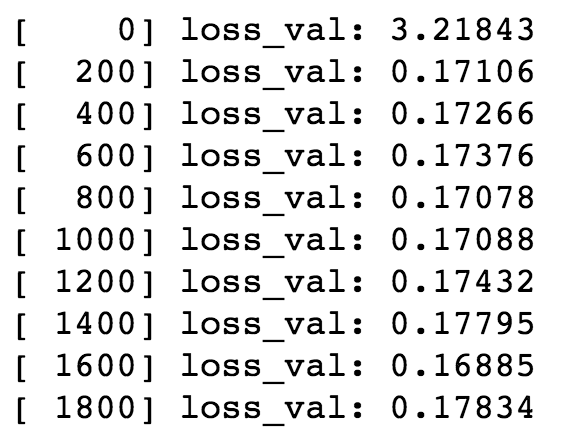 [    0] loss_val: 3.21843
[  200] loss_val: 0.17106
[  400] loss_val: 0.17266
[  600] loss_val: 0.17376
[  800] loss_val: 0.17078
[ 1000] loss_val: 0.17088
[ 1200] loss_val: 0.17432
[ 1400] loss_val: 0.17795
[ 1600] loss_val: 0.16885
[ 1800] loss_val: 0.17834